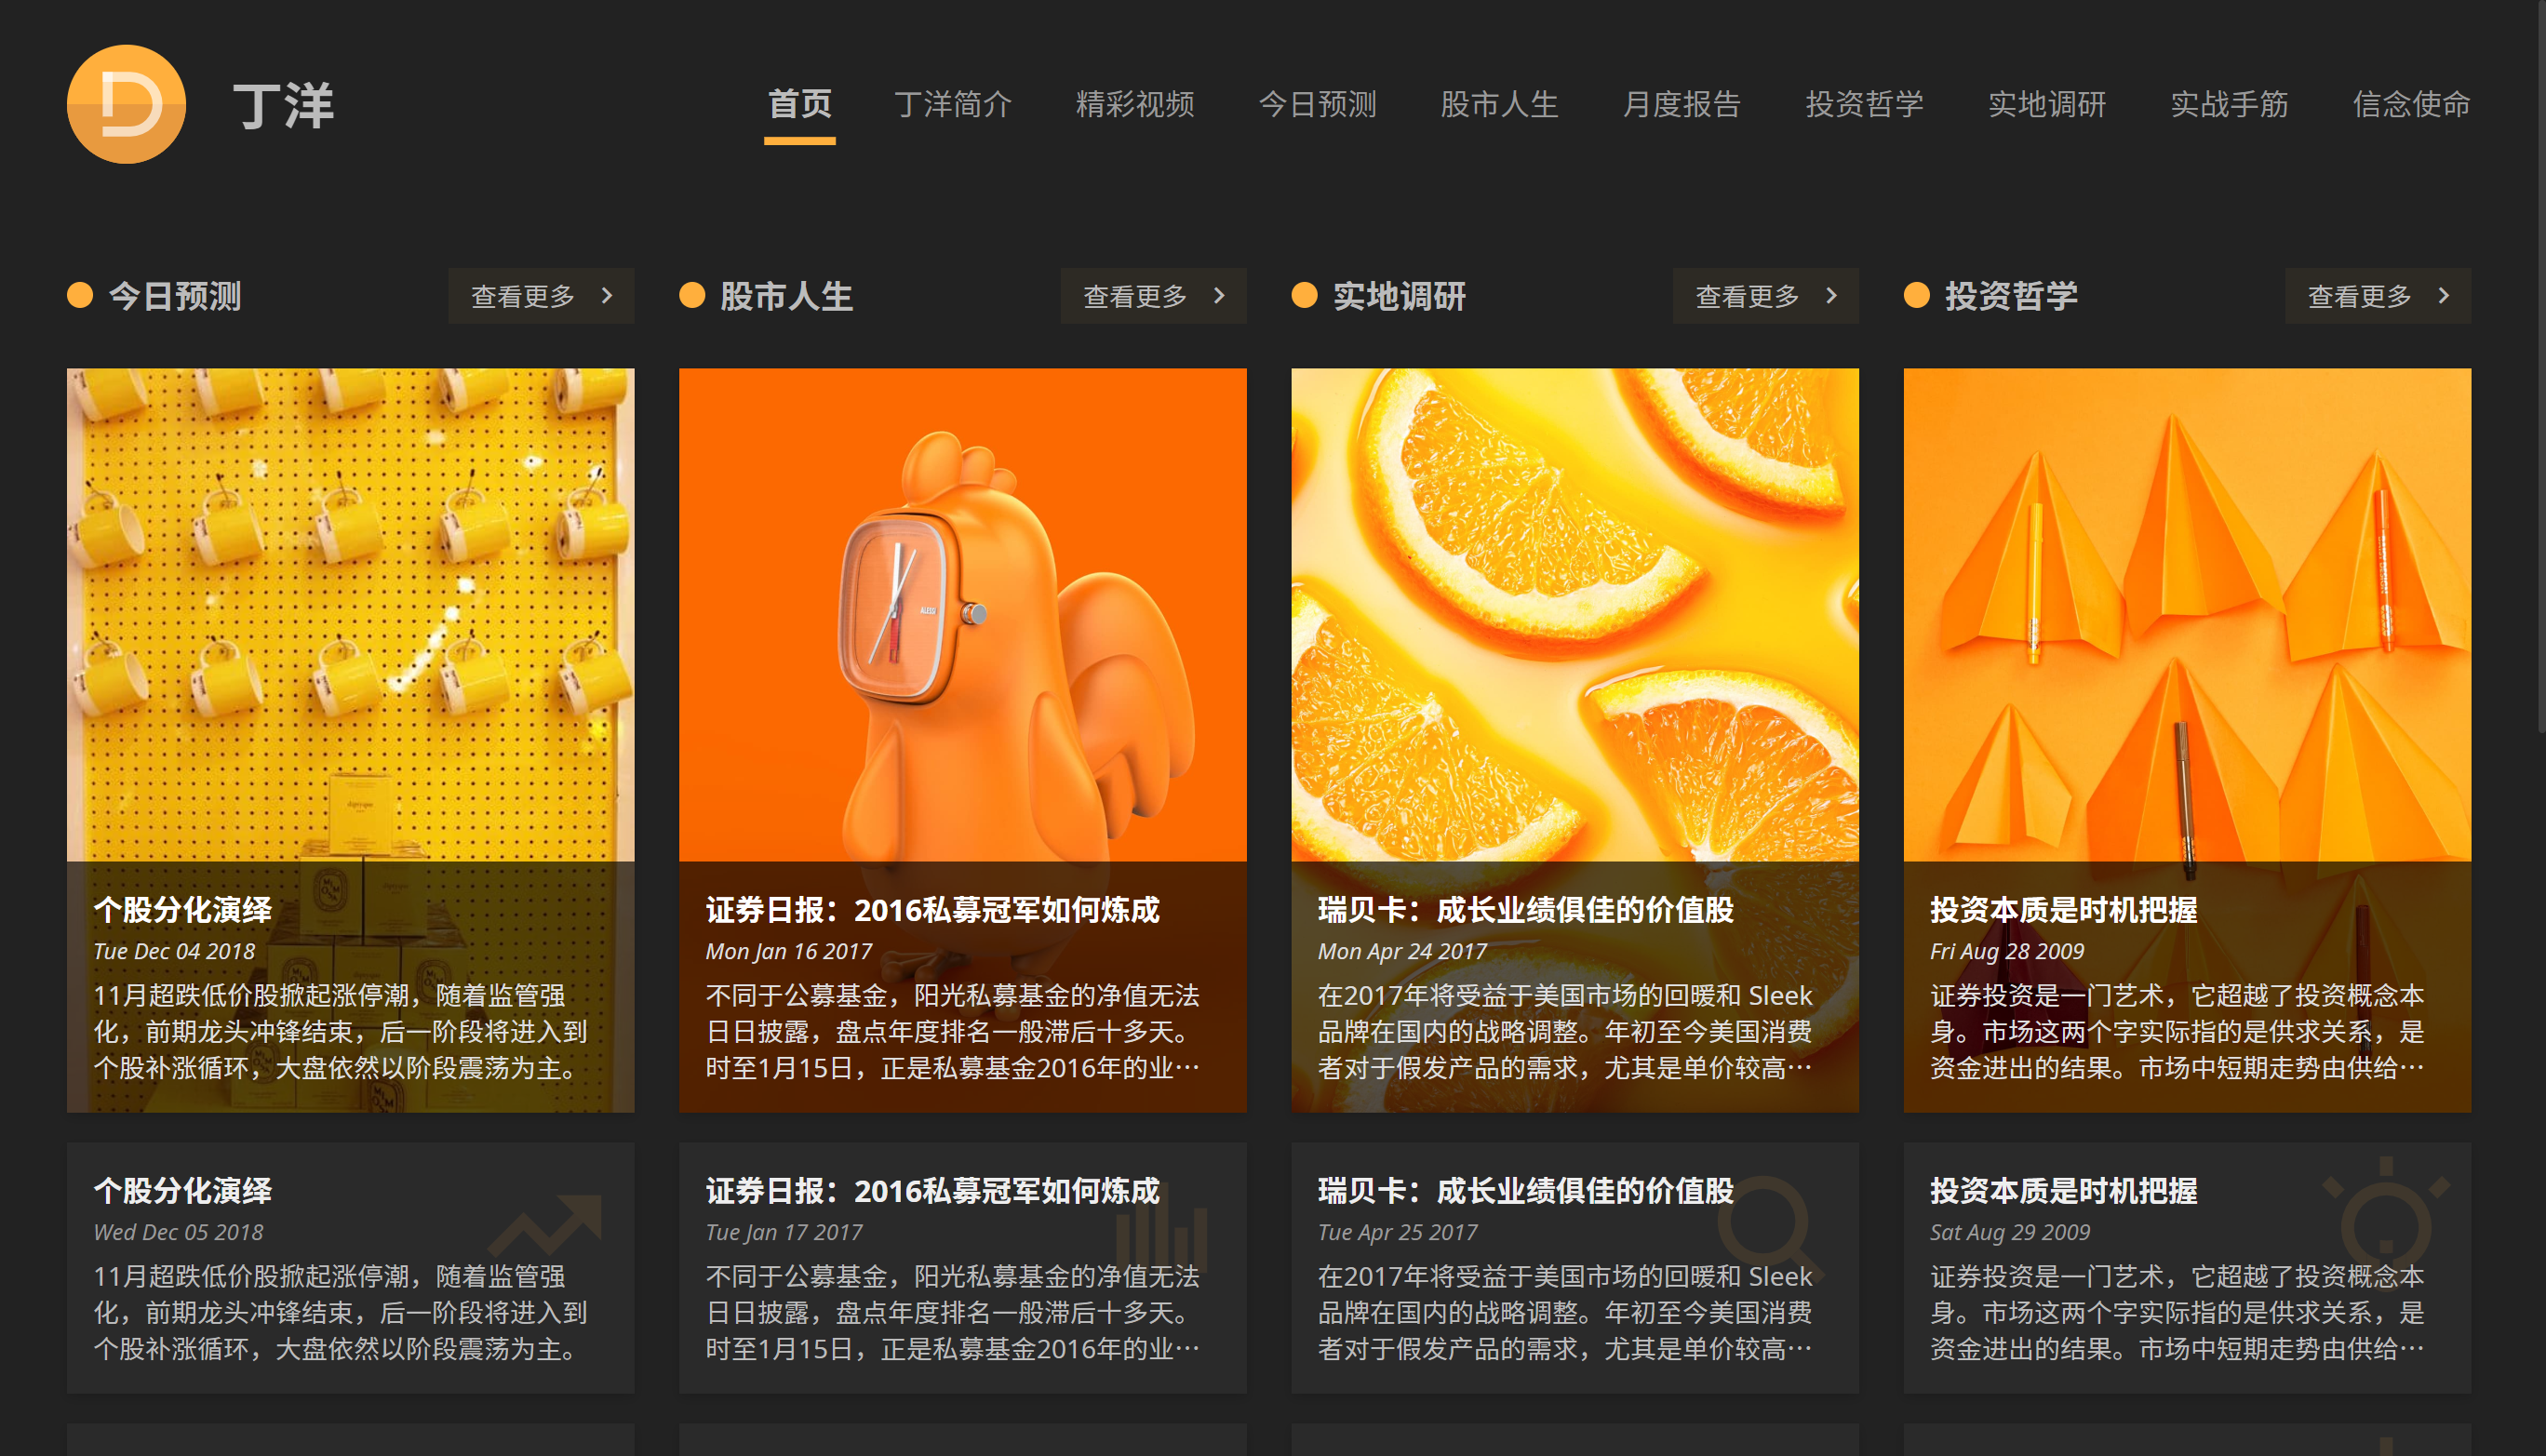 丁洋
首页 丁洋简介 精彩视频 今日预测 股市人生 月度报告 投资哲学 实地调研 实战手筋 信念使命
今日预测 查看更多
股市人生 查看更多
实地调研 查看更多
投资哲学 查看更多
ALESSI
个股分化演绎
Tue Dec 04 2018
11月超跌低价股掀起涨停潮，随着监管强
化，前期龙头冲锋结束，后一阶段将进入到
个股补涨循环，大盘依然以阶段震荡为主。
证券日报：2016私募冠军如何炼成
Mon Jan 16 2017
不同于公募基金，阳光私募基金的净值无法
日日披露，盘点年度排名一般滞后十多天。
时至1月15日，正是私募基金2016年的业…
瑞贝卡：成长业绩俱佳的价值股
Mon Apr 24 2017
在2017年将受益于美国市场的回暖和 Sleek
品牌在国内的战略调整。年初至今美国消费
者对于假发产品的需求，尤其是单价较高…
投资本质是时机把握
Fri Aug 28 2009
证券投资是一门艺术，它超越了投资概念本
身。市场这两个字实际指的是供求关系，是
资金进出的结果。市场中短期走势由供给…
个股分化演绎
Wed Dec 05 2018
11月超跌低价股掀起涨停潮，随着监管强
化，前期龙头冲锋结束，后一阶段将进入到
个股补涨循环，大盘依然以阶段震荡为主。
证券日报：2016私募冠军如何炼成
Tue Jan 17 2017
不同于公募基金，阳光私募基金的净值无法
日日披露，盘点年度排名一般滞后十多天。
时至1月15日，正是私募基金2016年的业…
瑞贝卡：成长业绩俱佳的价值股
Tue Apr 25 2017
在2017年将受益于美国市场的回暖和 Sleek
品牌在国内的战略调整。年初至今美国消费
者对于假发产品的需求，尤其是单价较高…
投资本质是时机把握
Sat Aug 29 2009
证券投资是一门艺术，它超越了投资概念本
身。市场这两个字实际指的是供求关系，是
资金进出的结果。市场中短期走势由供给…